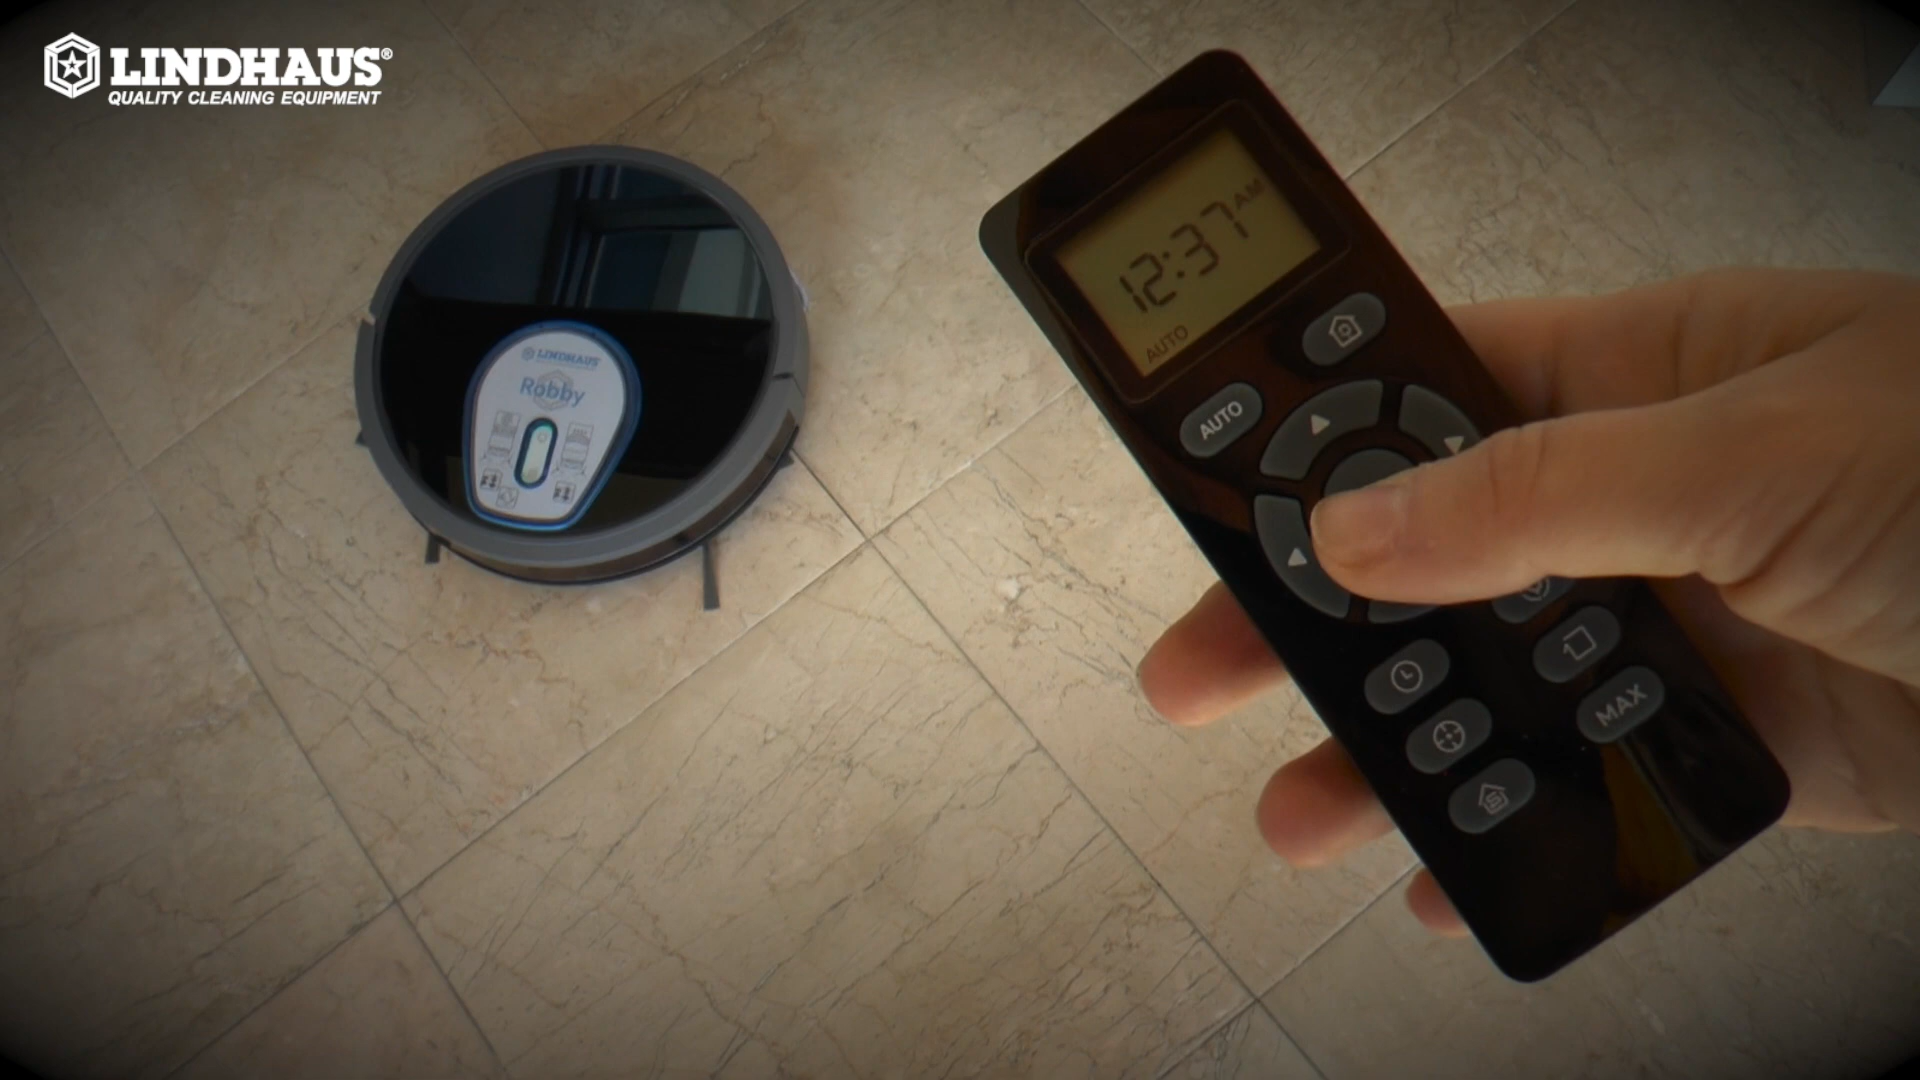 LINDHAUS®
QUALITY CLEANING EQUIPMENT
12:37 AM
AUTO
AUTO
MAX
LINDHAUS
Robby